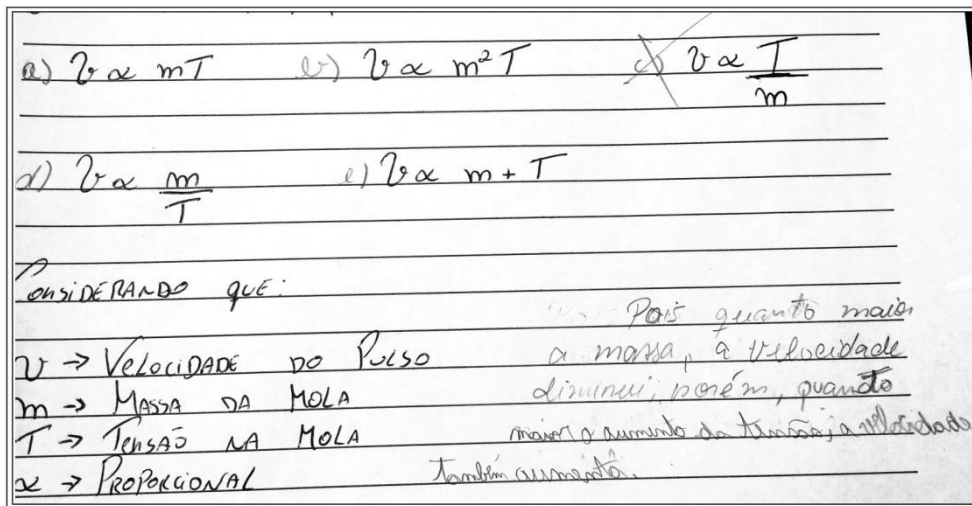 a) v ∝ mT b) v ∝ m² T c) v ∝ T/m
d) v ∝ m/T e) v ∝ m + T
Considerando que:
v → Velocidade do Pulso
m → Massa da Mola
T → Tensão na Mola
∝ → Proporcional
Pois quanto maior
a massa, a velocidade
diminui, porém, quanto
maior o aumento da tensão, a velocidade
também aumenta.